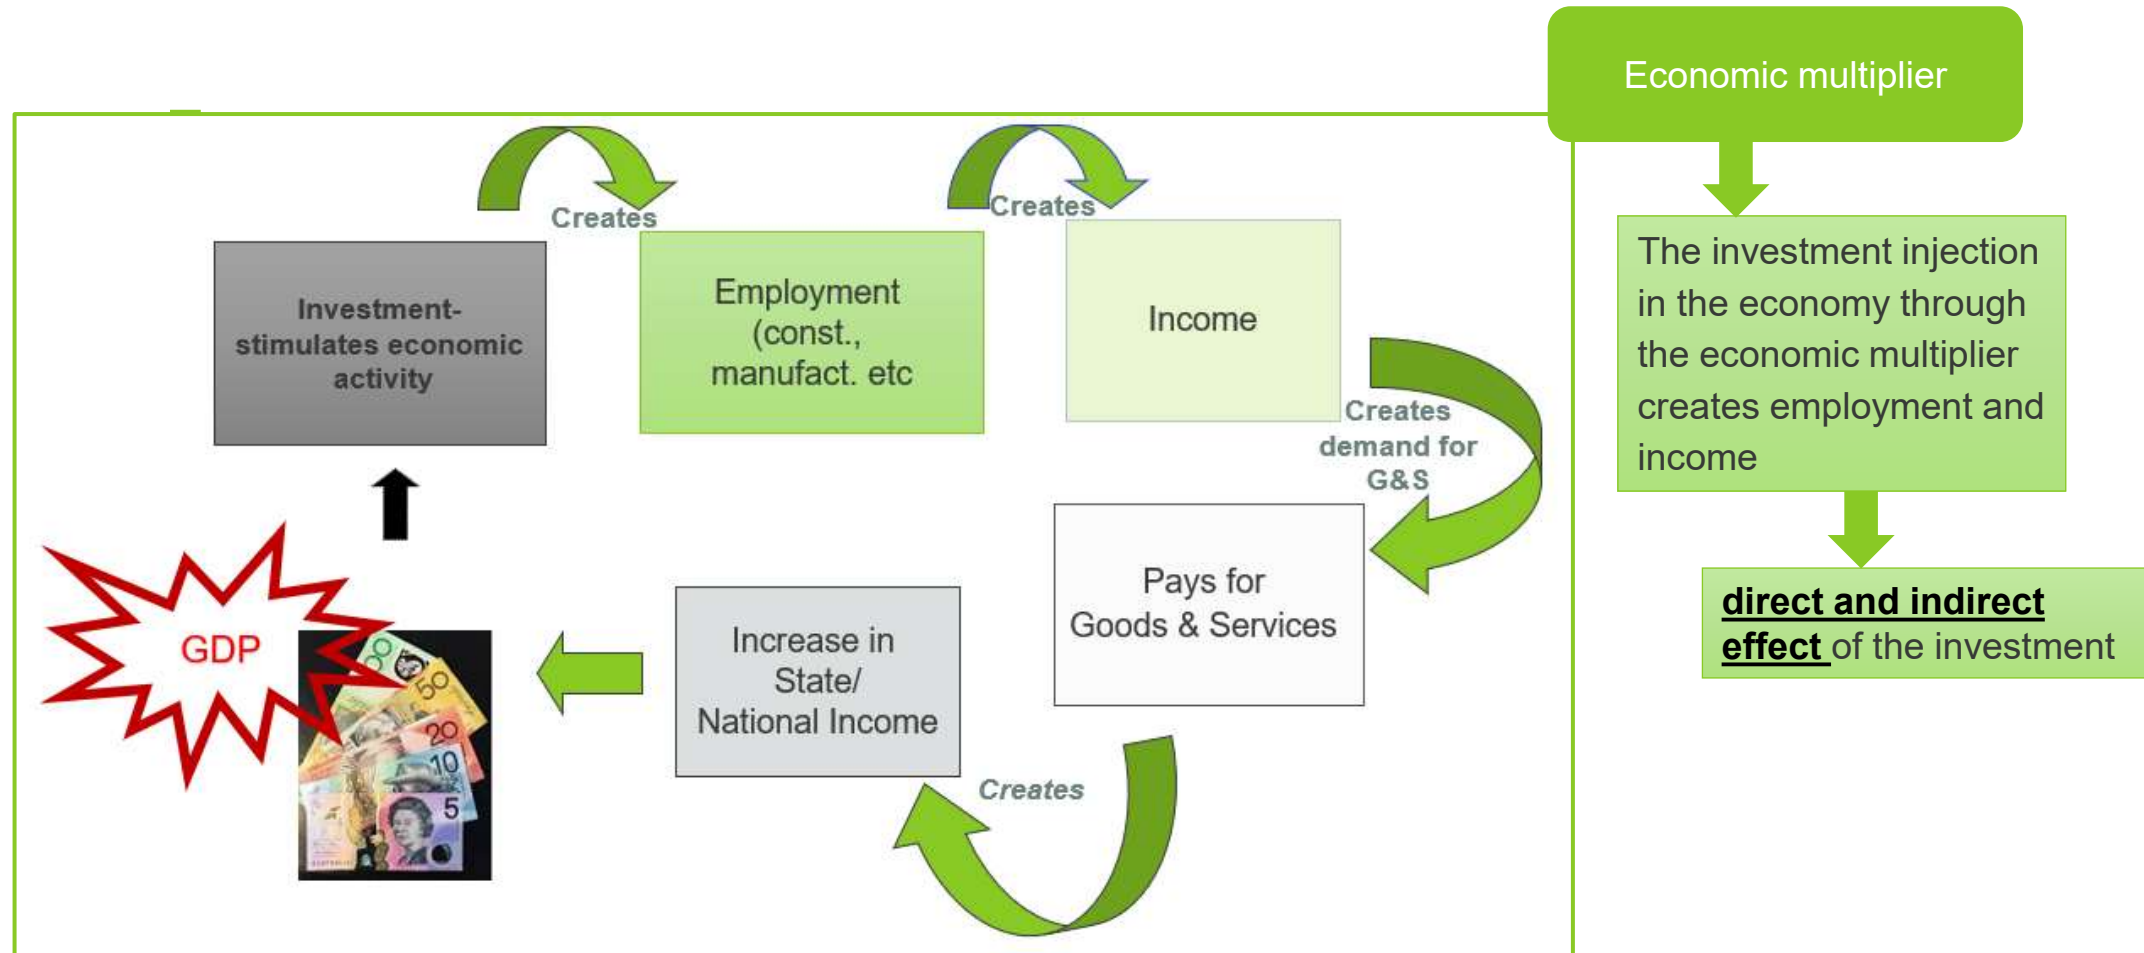 Economic multiplier
Creates
Creates
Investment-
stimulates economic
activity
Employment
(const.,
manufact. etc
Income
The investment injection
in the economy through
the economic multiplier
creates employment and
income
Creates
demand for
G&S
Pays for
Goods & Services
direct and indirect
effect of the investment
GDP
Increase in
State/
National Income
Creates
50
20
10
5